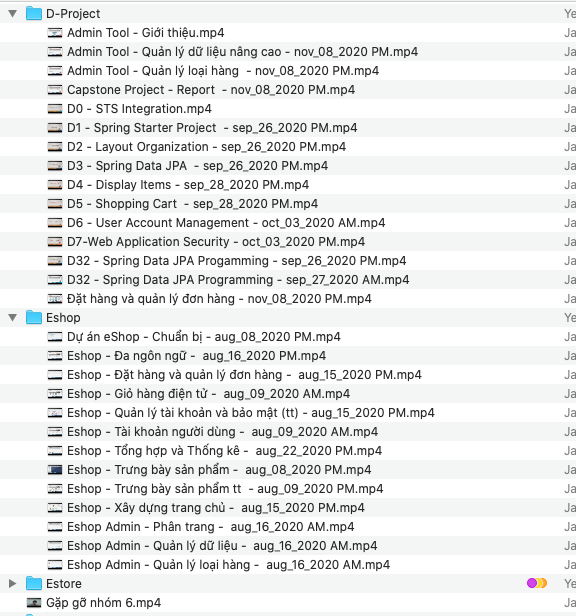 D-Project Ye
Admin Tool - Giới thiệu.mp4 Ja
Admin Tool - Quản lý dữ liệu nâng cao - nov_08_2020 PM.mp4 Ja
Admin Tool - Quản lý loại hàng - nov_08_2020 PM.mp4 Ja
Capstone Project - Report - nov_08_2020 PM.mp4 Ja
D0 - STS Integration.mp4 Ja
D1 - Spring Starter Project - sep_26_2020 PM.mp4 Ja
D2 - Layout Organization - sep_26_2020 PM.mp4 Ja
D3 - Spring Data JPA - sep_26_2020 PM.mp4 Ja
D4 - Display Items - sep_28_2020 PM.mp4 Ja
D5 - Shopping Cart - sep_28_2020 PM.mp4 Ja
D6 - User Account Management - oct_03_2020 AM.mp4 Ja
D7-Web Application Security - oct_03_2020 PM.mp4 Ja
D32 - Spring Data JPA Progamming - sep_26_2020 PM.mp4 Ja
D32 - Spring Data JPA Programming - sep_27_2020 AM.mp4 Ja
Đặt hàng và quản lý đơn hàng - nov_08_2020 PM.mp4 Ja
Eshop Ye
Dự án eShop - Chuẩn bị - aug_08_2020 PM.mp4 Ja
Eshop - Đa ngôn ngữ - aug_16_2020 PM.mp4 Ja
Eshop - Đặt hàng và quản lý đơn hàng - aug_15_2020 PM.mp4 Ja
Eshop - Giỏ hàng điện tử - aug_09_2020 AM.mp4 Ja
Eshop - Quản lý tài khoản và bảo mật (tt) - aug_15_2020 PM.mp4 Ja
Eshop - Tài khoản người dùng - aug_09_2020 AM.mp4 Ja
Eshop - Tổng hợp và Thống kê - aug_22_2020 PM.mp4 Ja
Eshop - Trưng bày sản phẩm - aug_08_2020 PM.mp4 Ja
Eshop - Trưng bày sản phẩm tt - aug_09_2020 PM.mp4 Ja
Eshop - Xây dựng trang chủ - aug_15_2020 PM.mp4 Ja
Eshop Admin - Phân trang - aug_16_2020 AM.mp4 Ja
Eshop Admin - Quản lý dữ liệu - aug_16_2020 AM.mp4 Ja
Eshop Admin - Quản lý loại hàng - aug_16_2020 AM.mp4 Ja
Estore Ye
Gặp gỡ nhóm 6.mp4 Ja